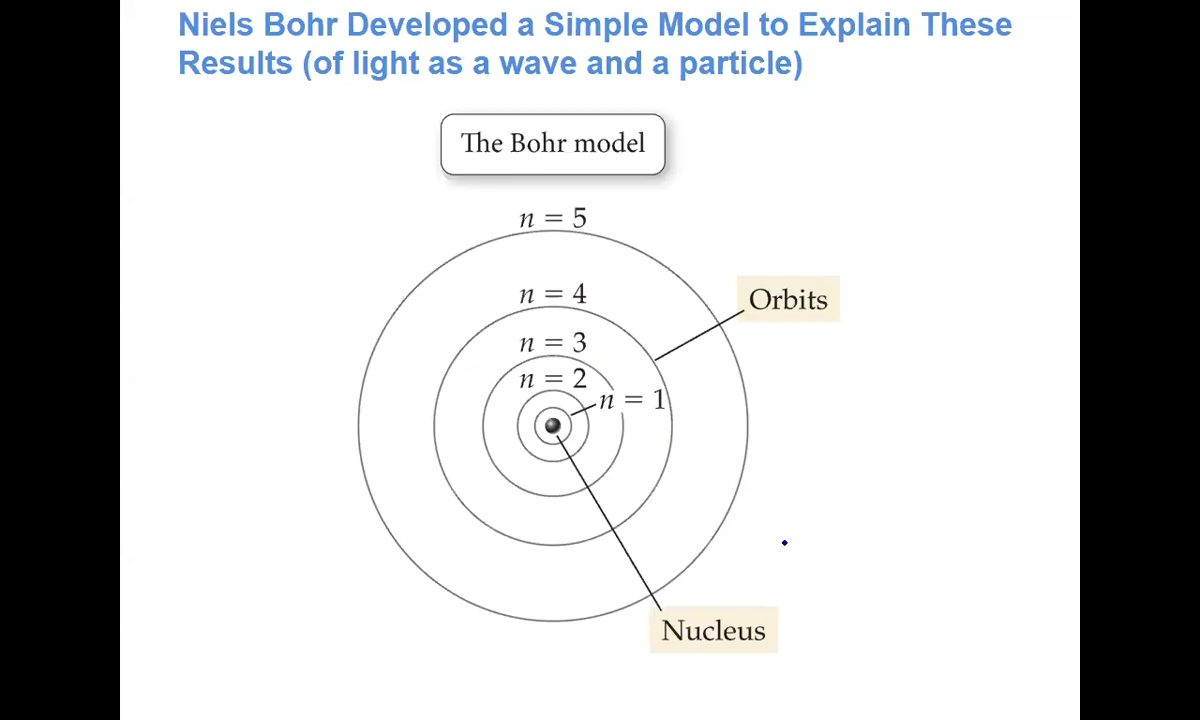 Niels Bohr Developed a Simple Model to Explain These
Results (of light as a wave and a particle)
The Bohr model
n = 5
n = 4
Orbits
n = 3
n = 2
n = 1
Nucleus